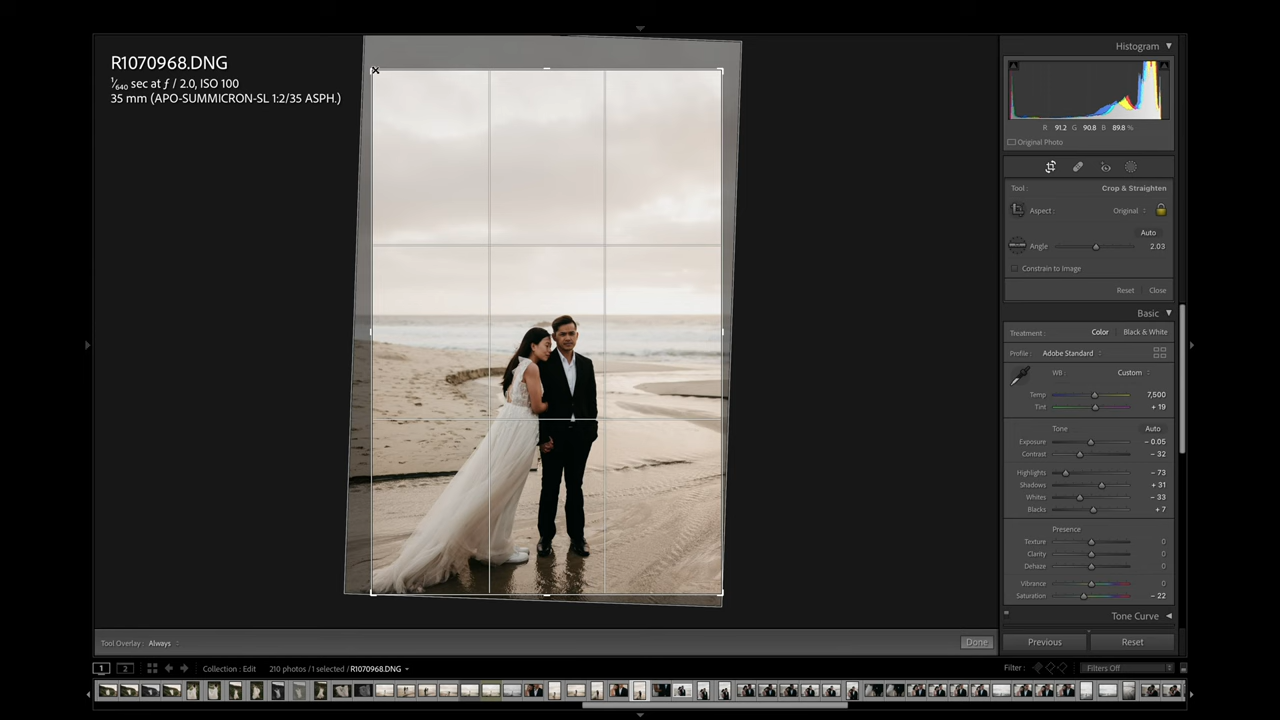 R1070968.DNG
1/640 sec at ƒ / 2.0, ISO 100
35 mm (APO-SUMMICRON-SL 1:2/35 ASPH.)
Histogram
R 91.2 G 90.8 B 89.8 %
Original Photo
Tool : Crop & Straighten
Aspect : Original
Auto
Angle 2.03
Constrain to Image
Reset Close
Basic
Treatment : Color Black & White
Profile : Adobe Standard
WB : Custom
Temp 7,500
Tint + 19
Tone Auto
Exposure – 0.05
Contrast – 32
Highlights – 73
Shadows + 31
Whites – 33
Blacks + 7
Presence
Texture 0
Clarity 0
Dehaze 0
Vibrance 0
Saturation – 22
Tone Curve
Tool Overlay : Always Done
Previous Reset
1 2 Collection : Edit 210 photos / 1 selected / R1070968.DNG Filter : Filters Off